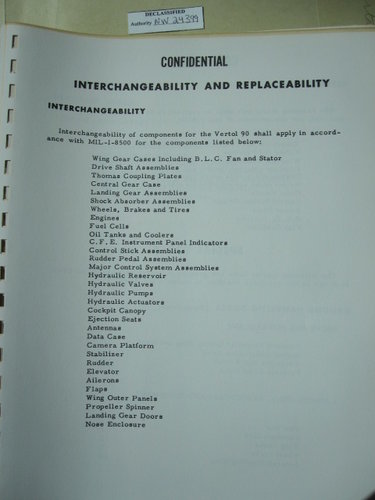 DECLASSIFIED
Authority NW 24399
CONFIDENTIAL
INTERCHANGEABILITY AND REPLACEABILITY
INTERCHANGEABILITY
Interchangeability of components for the Vertol 90 shall apply in accord-
ance with MIL-I-8500 for the components listed below;
Wing Gear Cases Including B.L.C. Fan and Stator
Drive Shaft Assemblies
Thomas Coupling Plates
Central Gear Case
Landing Gear Assemblies
Shock Absorber Assemblies
Wheels, Brakes and Tires
Engines
Fuel Cells
Oil Tanks and Coolers
C.F.E. Instrument Panel Indicators
Control Stick Assemblies
Rudder Pedal Assemblies
Major Control System Assemblies
Hydraulic Reservoir
Hydraulic Valves
Hydraulic Pumps
Hydraulic Actuators
Cockpit Canopy
Ejection Seats
Antennas
Data Case
Camera Platform
Stabilizer
Rudder
Elevator
Ailerons
Flaps
Wing Outer Panels
Propeller Spinner
Landing Gear Doors
Nose Enclosure